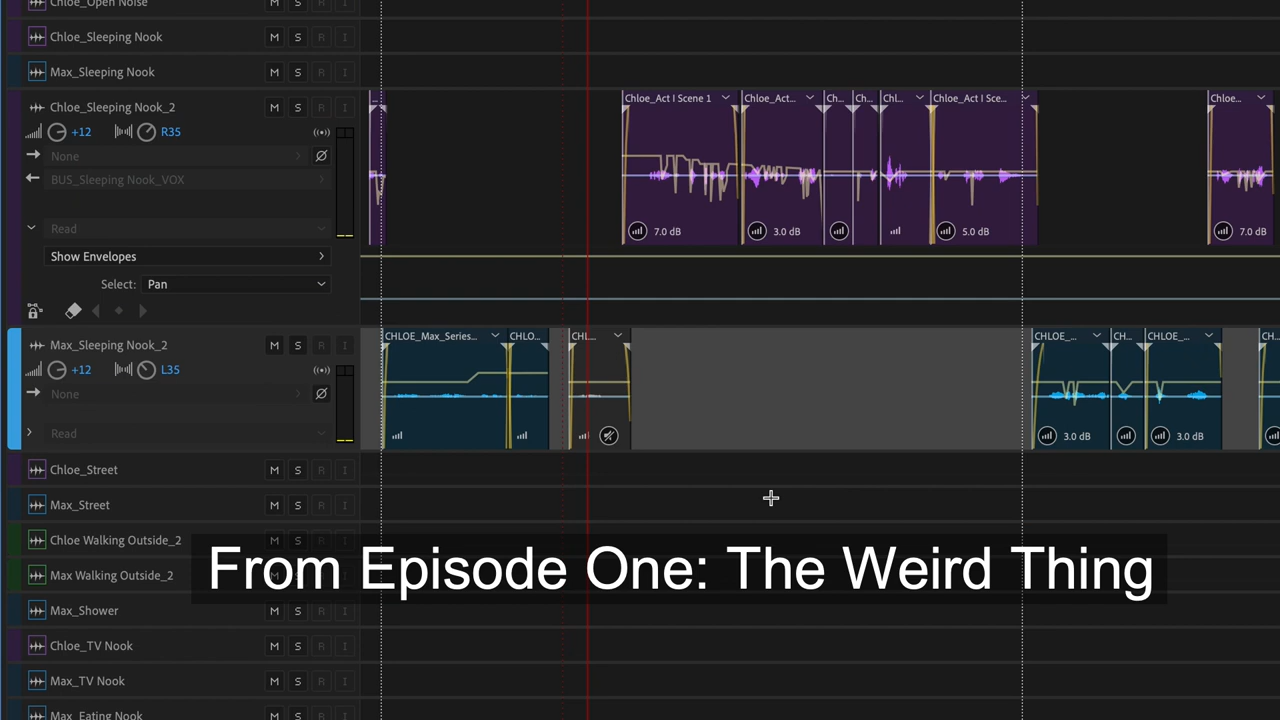 Chloe_Open Noise
Chloe_Sleeping Nook M S R I
Max_Sleeping Nook M S R I
Chloe_Sleeping Nook_2 M S R I
... Chloe_Act I Scene 1 Chloe_Act... Ch... Ch... Chl... Chloe_Act I Sce... Chloe...
+12 R35
None
BUS_Sleeping Nook_VOX
Read
7.0 dB 3.0 dB 5.0 dB 7.0 dB
Show Envelopes
Select: Pan
Max_Sleeping Nook_2 M S R I
CHLOE_Max_Series... CHLO... CHL... CHLOE_... CH... CHLOE_... CH...
+12 L35
None
Read
3.0 dB 3.0 dB
Chloe_Street M S R I
Max_Street M S R I
Chloe Walking Outside_2 M S R I
Max Walking Outside_2 M S R I
From Episode One: The Weird Thing
Max_Shower M S R I
Chloe_TV Nook M S R I
Max_TV Nook M S R I
Max_Eating Nook M S R I